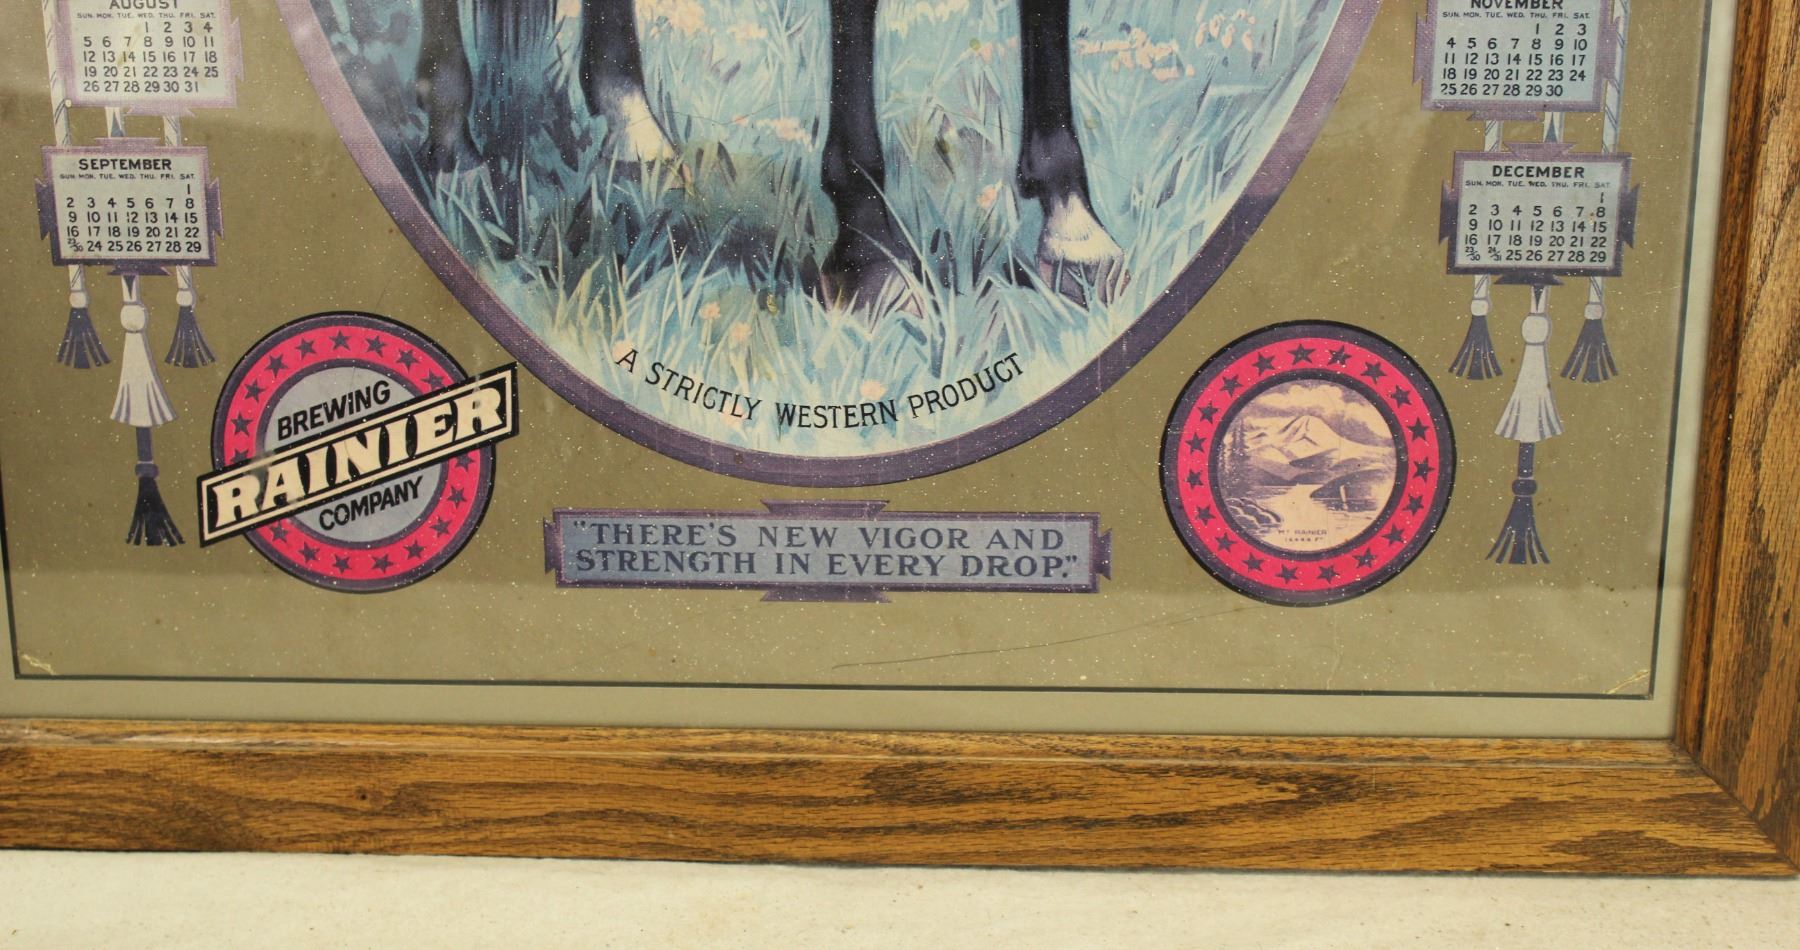 AUGUST
SUN. MON. TUE. WED. THU. FRI. SAT.
1 2 3 4
5 6 7 8 9 10 11
12 13 14 15 16 17 18
19 20 21 22 23 24 25
26 27 28 29 30 31
SEPTEMBER
SUN. MON. TUE. WED. THU. FRI. SAT.
1
2 3 4 5 6 7 8
9 10 11 12 13 14 15
16 17 18 19 20 21 22
23/30 24 25 26 27 28 29
NOVEMBER
SUN. MON. TUE. WED. THU. FRI. SAT.
1 2 3
4 5 6 7 8 9 10
11 12 13 14 15 16 17
18 19 20 21 22 23 24
25 26 27 28 29 30
DECEMBER
SUN. MON. TUE. WED. THU. FRI. SAT.
1
2 3 4 5 6 7 8
9 10 11 12 13 14 15
16 17 18 19 20 21 22
23/30 24/31 25 26 27 28 29
A STRICTLY WESTERN PRODUCT
BREWING
RAINIER
COMPANY
"THERE'S NEW VIGOR AND
STRENGTH IN EVERY DROP."
MT RAINIER